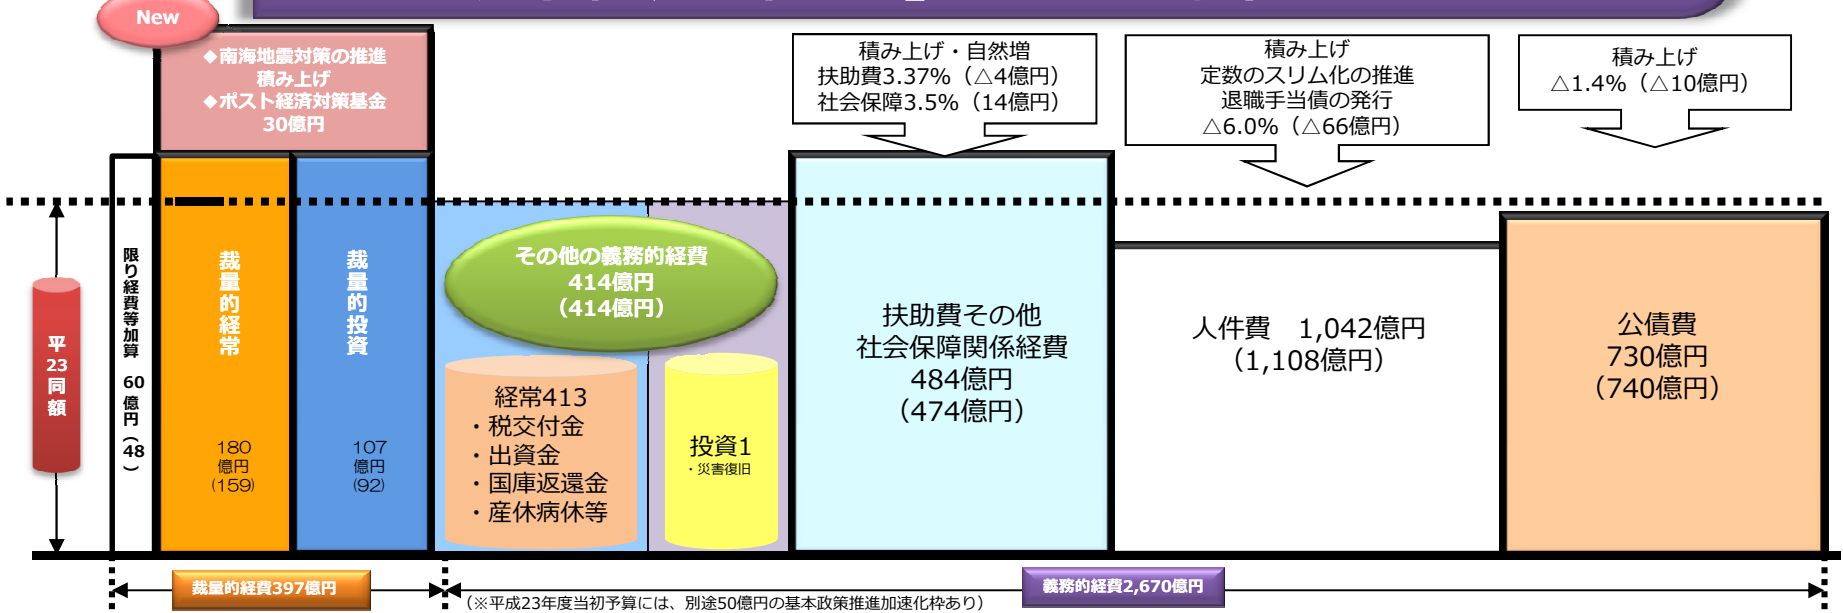 New
◆南海地震対策の推進
積み上げ
◆ポスト経済対策基金
30億円
積み上げ・自然増
扶助費3.37%（△4億円）
社会保障3.5%（14億円）
積み上げ
定数のスリム化の推進
退職手当債の発行
△6.0%（△66億円）
積み上げ
△1.4%（△10億円）
平23同額
限り経費等加算 60億円（48）
裁量的経常
180
億円
(159)
裁量的投資
107
億円
(92)
その他の義務的経費
414億円
（414億円）
経常413
・税交付金
・出資金
・国庫返還金
・産休病休等
投資1
・災害復旧
扶助費その他
社会保障関係経費
484億円
（474億円）
人件費　1,042億円
（1,108億円）
公債費
730億円
（740億円）
裁量的経費397億円
義務的経費2,670億円
（※平成23年度当初予算には、別途50億円の基本政策推進加速化枠あり）